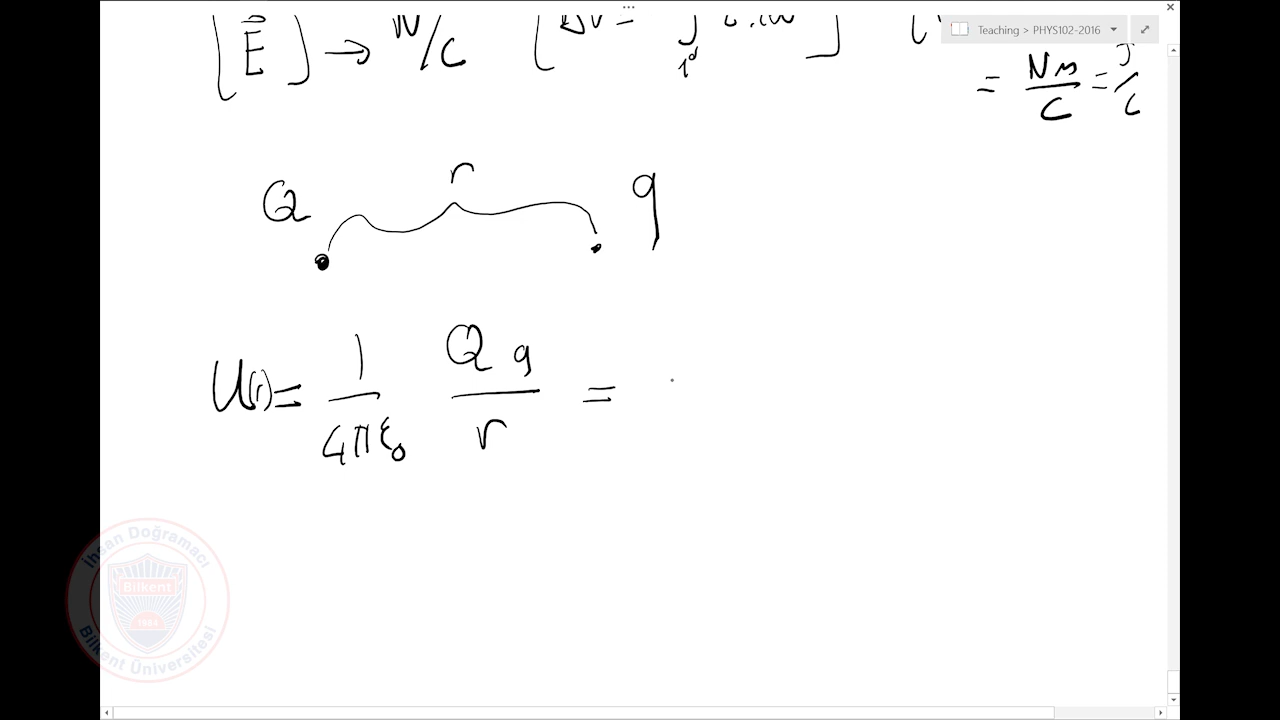 Teaching > PHYS102-2016
[E⃗] → N/C
= Nm/C = J/C
Q r q
U(r) = 1/4πε₀ Qq/r =
İhsan Doğramacı
Bilkent
1984
Bilkent Üniversitesi